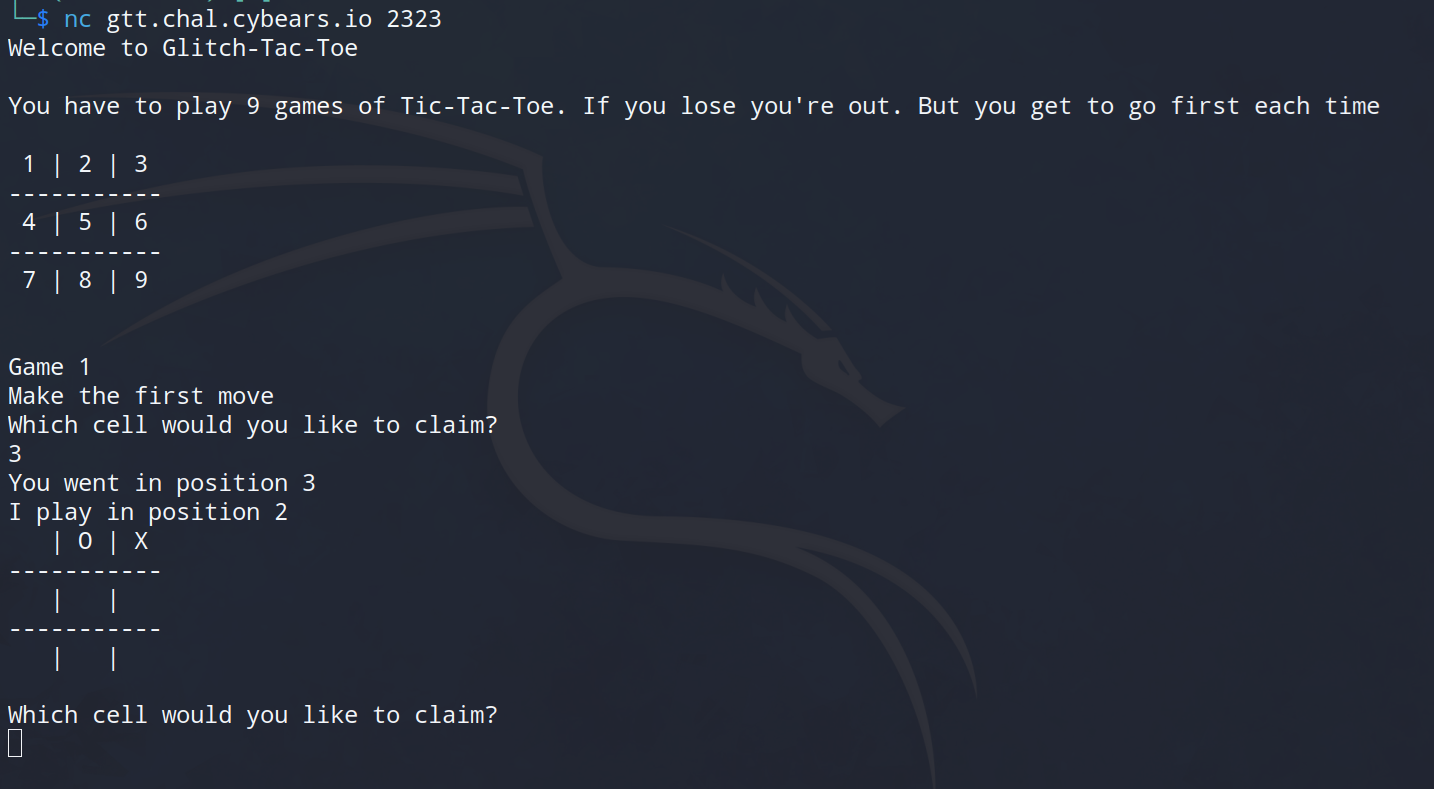 └─$ nc gtt.chal.cybears.io 2323
Welcome to Glitch-Tac-Toe
You have to play 9 games of Tic-Tac-Toe. If you lose you're out. But you get to go first each time
1 | 2 | 3
-----------
4 | 5 | 6
-----------
7 | 8 | 9
Game 1
Make the first move
Which cell would you like to claim?
3
You went in position 3
I play in position 2
  | O | X
-----------
  |   |
-----------
  |   |
Which cell would you like to claim?